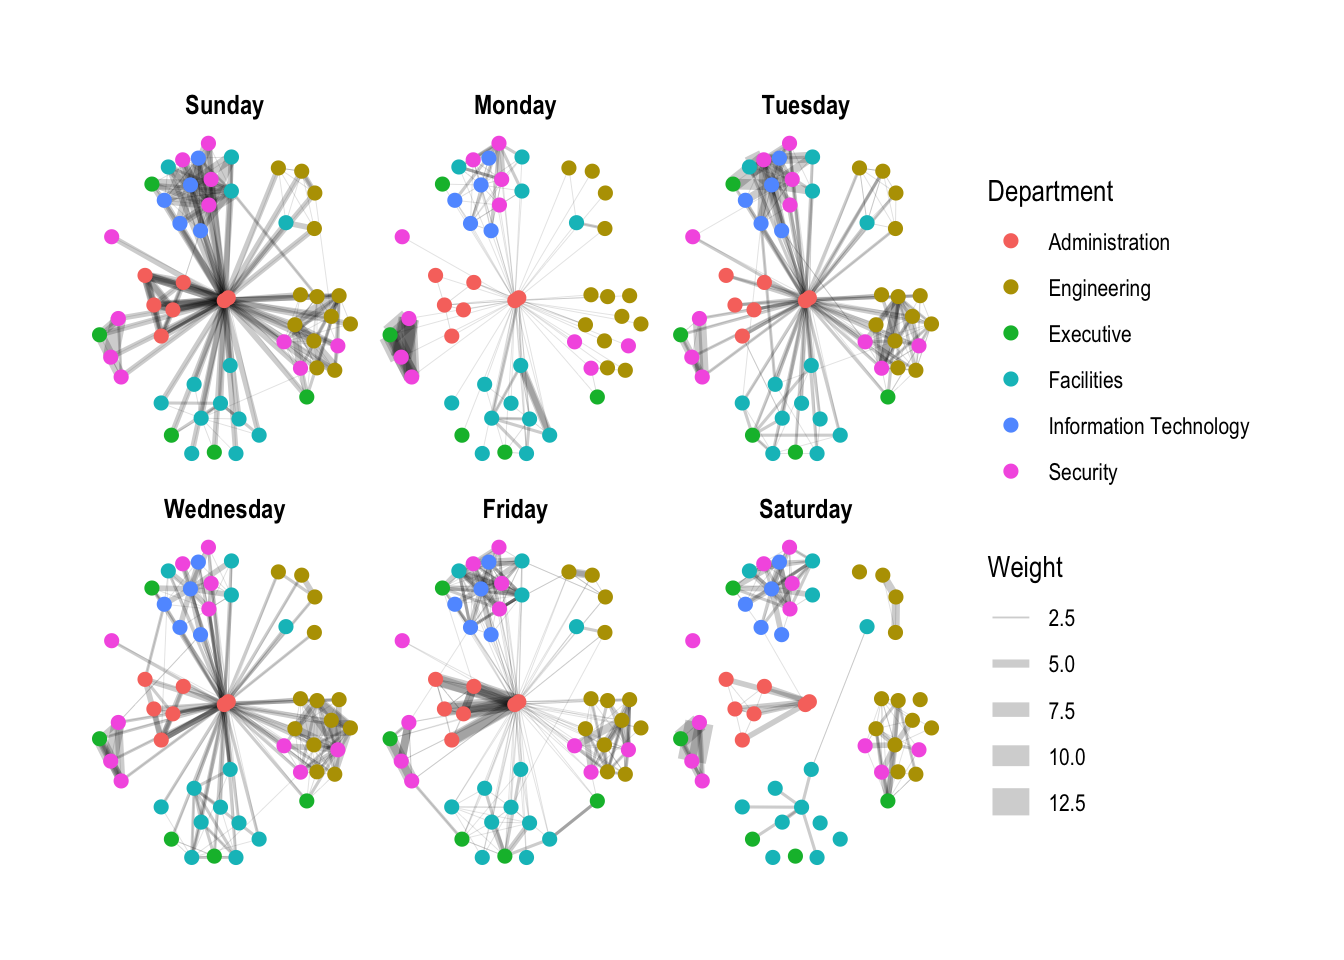 Sunday
Monday
Tuesday
Wednesday
Friday
Saturday
Department
Administration
Engineering
Executive
Facilities
Information Technology
Security
Weight
2.5
5.0
7.5
10.0
12.5